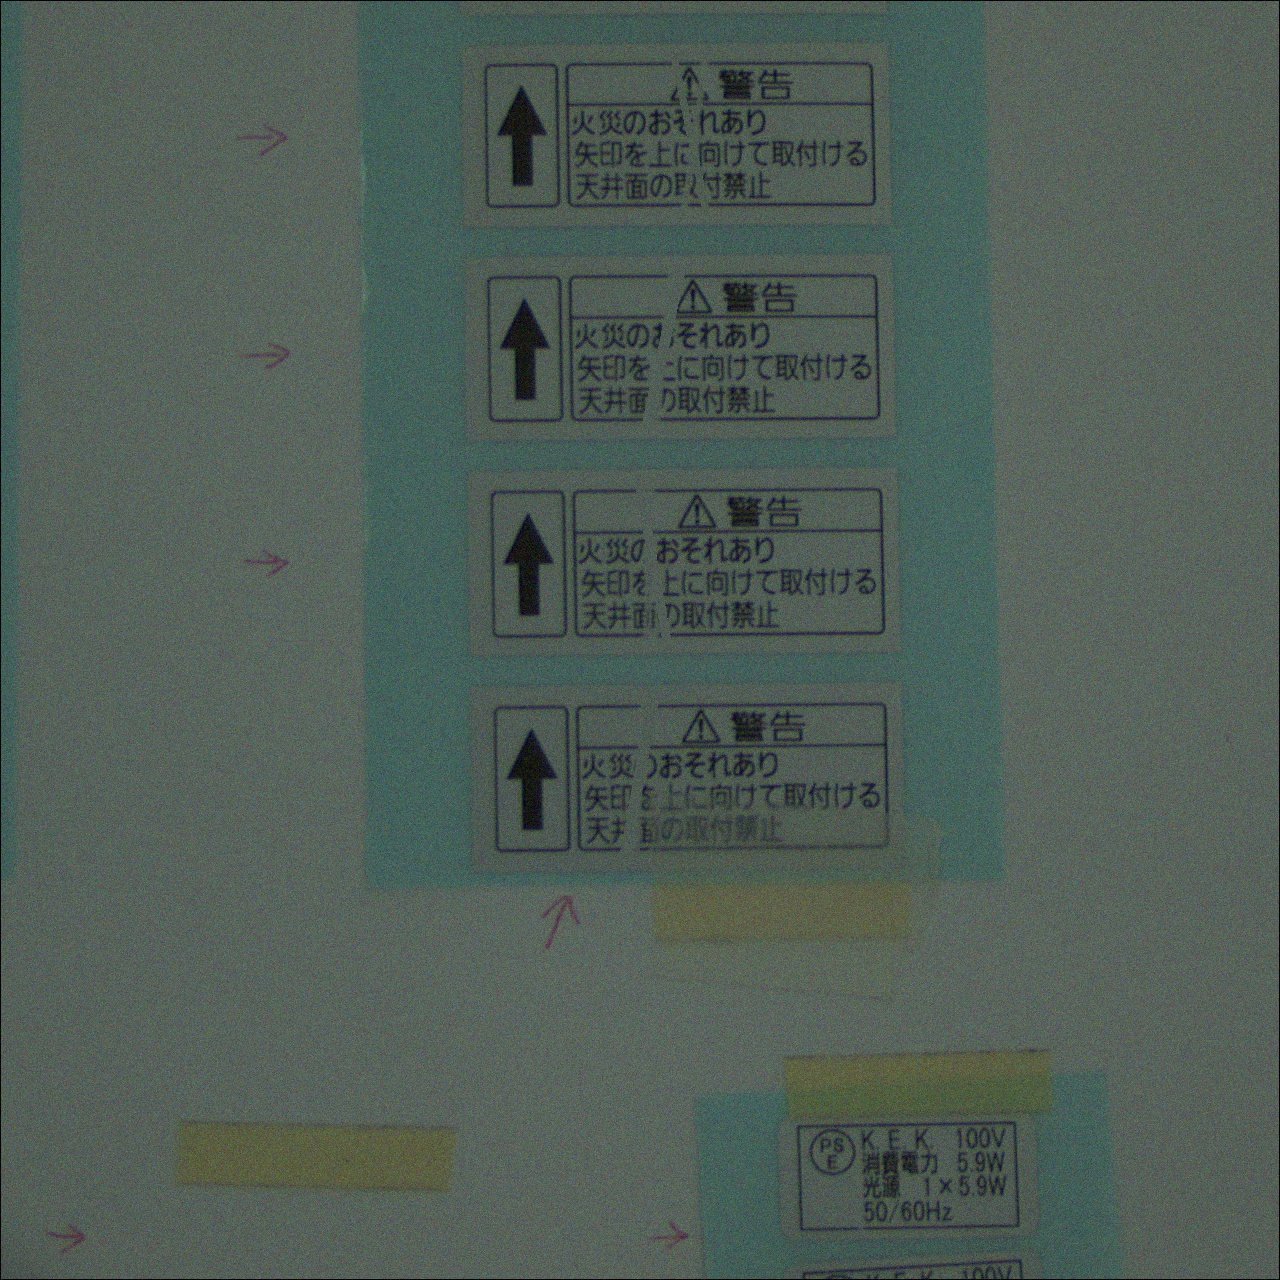 ⚠警告
火災のおそれあり
矢印を上に向けて取付ける
天井面の取付禁止
⚠警告
火災のおそれあり
矢印を上に向けて取付ける
天井面の取付禁止
⚠警告
火災のおそれあり
矢印を上に向けて取付ける
天井面の取付禁止
⚠警告
火災のおそれあり
矢印を上に向けて取付ける
天井面の取付禁止
PS
E
K. E. K. 100V
消費電力 5.9W
光源 1×5.9W
50/60Hz
K. E. K. 100V